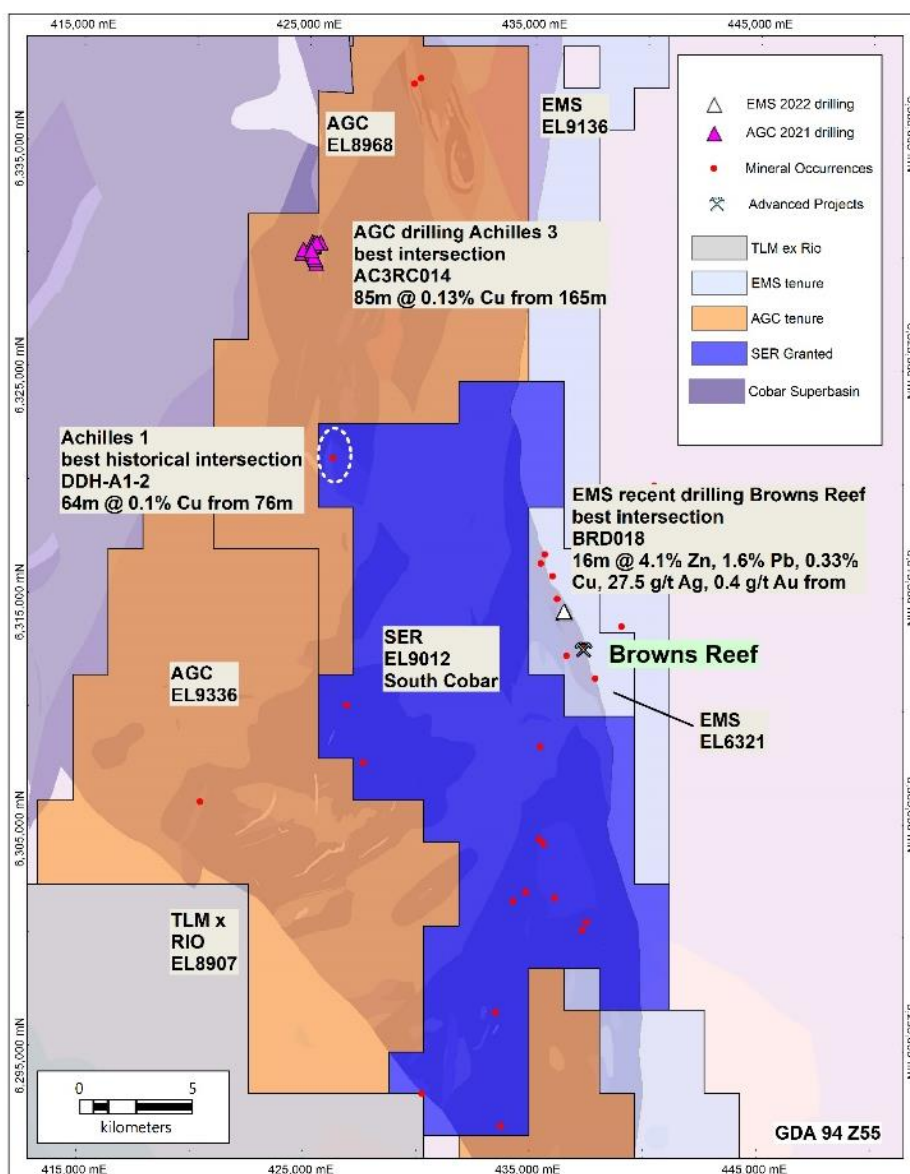 415,000 mE
425,000 mE
435,000 mE
445,000 mE
6,335,000 mN
6,325,000 mN
6,315,000 mN
6,305,000 mN
6,295,000 mN
AGC
EL8968
EMS
EL9136
EMS 2022 drilling
AGC 2021 drilling
Mineral Occurrences
Advanced Projects
TLM ex Rio
EMS tenure
AGC tenure
SER Granted
Cobar Superbasin
AGC drilling Achilles 3
best intersection
AC3RC014
85m @ 0.13% Cu from 165m
Achilles 1
best historical intersection
DDH-A1-2
64m @ 0.1% Cu from 76m
EMS recent drilling Browns Reef
best intersection
BRD018
16m @ 4.1% Zn, 1.6% Pb, 0.33%
Cu, 27.5 g/t Ag, 0.4 g/t Au from
Browns Reef
SER
EL9012
South Cobar
AGC
EL9336
EMS
EL6321
TLM x
RIO
EL8907
0 5
kilometers
GDA 94 Z55
415,000 mE
425,000 mE
435,000 mE
445,000 mE